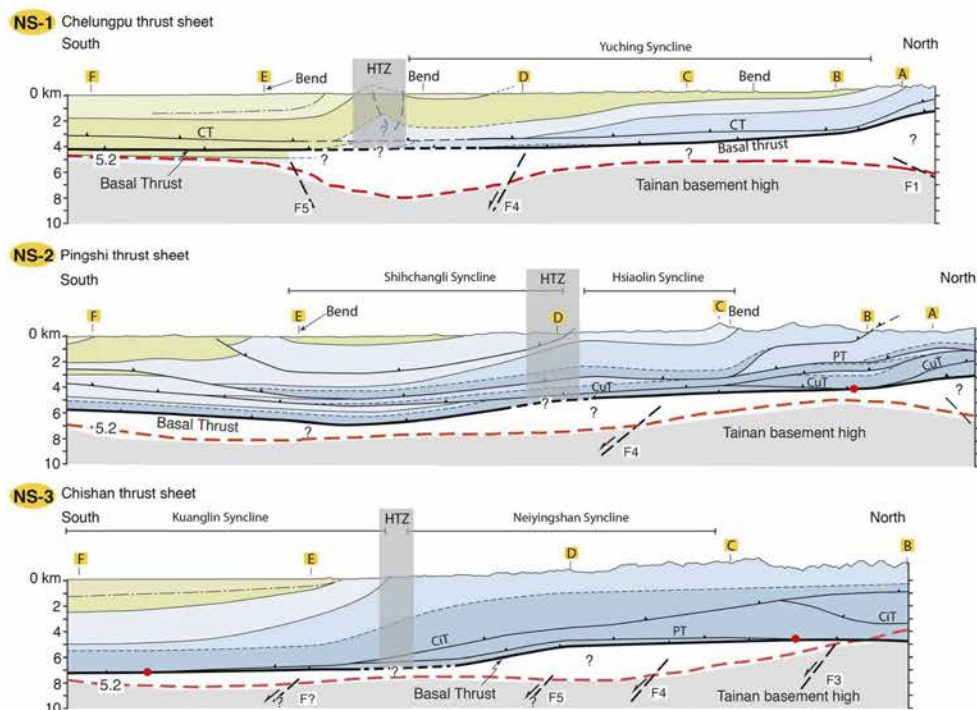 NS-1 Chelungpu thrust sheet
South
North
Yuching Syncline
HTZ
F
E
Bend
Bend
D
C
Bend
B
A
0 km
2
4
6
8
10
CT
CT
?
?
?
?
?
5.2
Basal Thrust
Basal thrust
Tainan basement high
F5
F4
F1
NS-2 Pingshi thrust sheet
South
North
Shihchangli Syncline
HTZ
Hsiaolin Syncline
F
E
Bend
D
C
Bend
B
A
0 km
2
4
6
8
10
PT
CuT
CuT
CuT
?
?
?
?
5.2
Basal Thrust
Tainan basement high
F4
NS-3 Chishan thrust sheet
South
North
Kuanglin Syncline
HTZ
Neiyingshan Syncline
F
E
D
C
B
0 km
2
4
6
8
10
CiT
CiT
PT
?
?
5.2
Basal Thrust
Tainan basement high
?
F?
?
F5
F4
F3